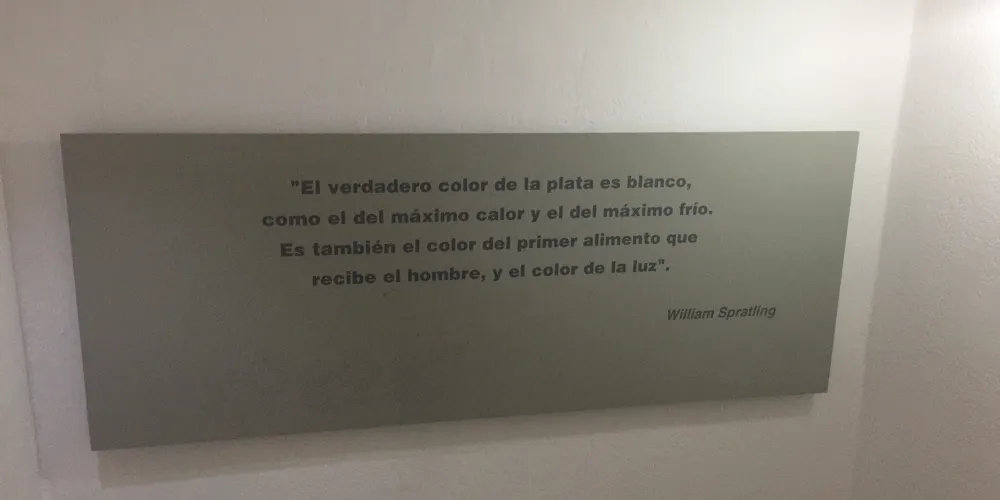 "El verdadero color de la plata es blanco,
como el del máximo calor y el del máximo frío.
Es también el color del primer alimento que
recibe el hombre, y el color de la luz".
William Spratling